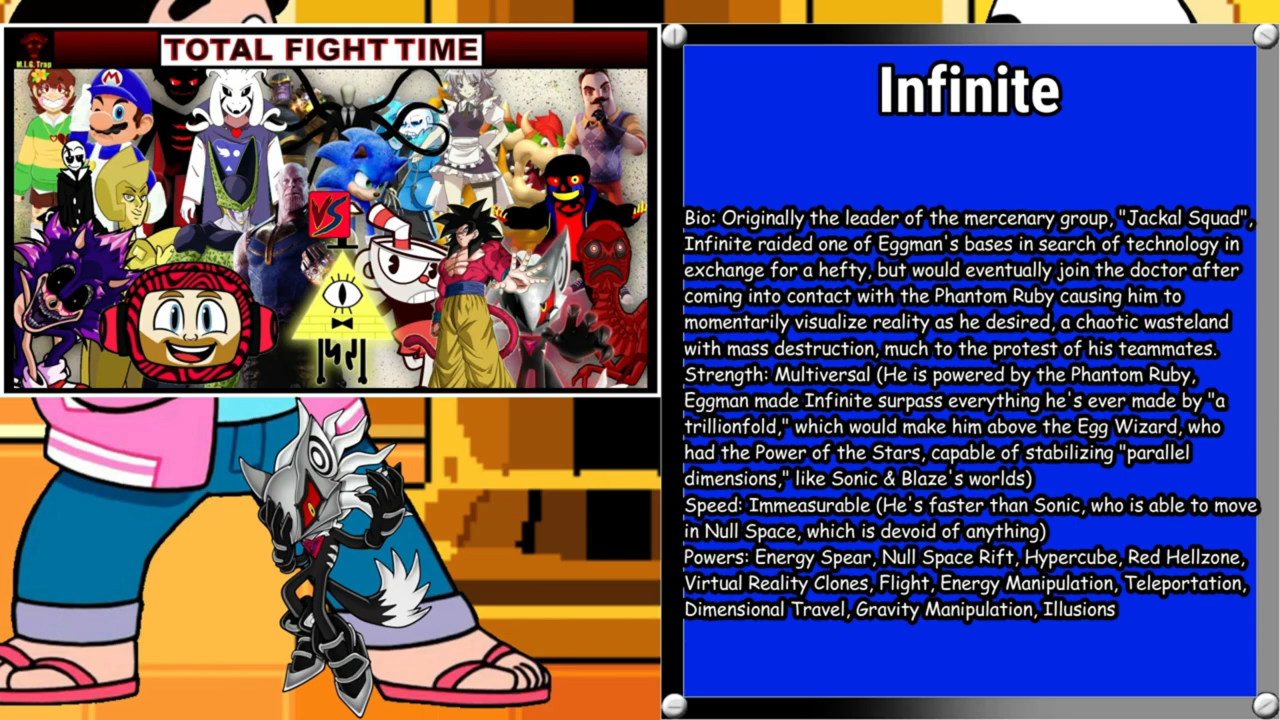 TOTAL FIGHT TIME
M.I.G. Trap
M
VS
Infinite
Bio: Originally the leader of the mercenary group, "Jackal Squad",
Infinite raided one of Eggman's bases in search of technology in
exchange for a hefty, but would eventually join the doctor after
coming into contact with the Phantom Ruby causing him to
momentarily visualize reality as he desired, a chaotic wasteland
with mass destruction, much to the protest of his teammates.
Strength: Multiversal (He is powered by the Phantom Ruby,
Eggman made Infinite surpass everything he's ever made by "a
trillionfold," which would make him above the Egg Wizard, who
had the Power of the Stars, capable of stabilizing "parallel
dimensions," like Sonic & Blaze's worlds)
Speed: Immeasurable (He's faster than Sonic, who is able to move
in Null Space, which is devoid of anything)
Powers: Energy Spear, Null Space Rift, Hypercube, Red Hellzone,
Virtual Reality Clones, Flight, Energy Manipulation, Teleportation,
Dimensional Travel, Gravity Manipulation, Illusions